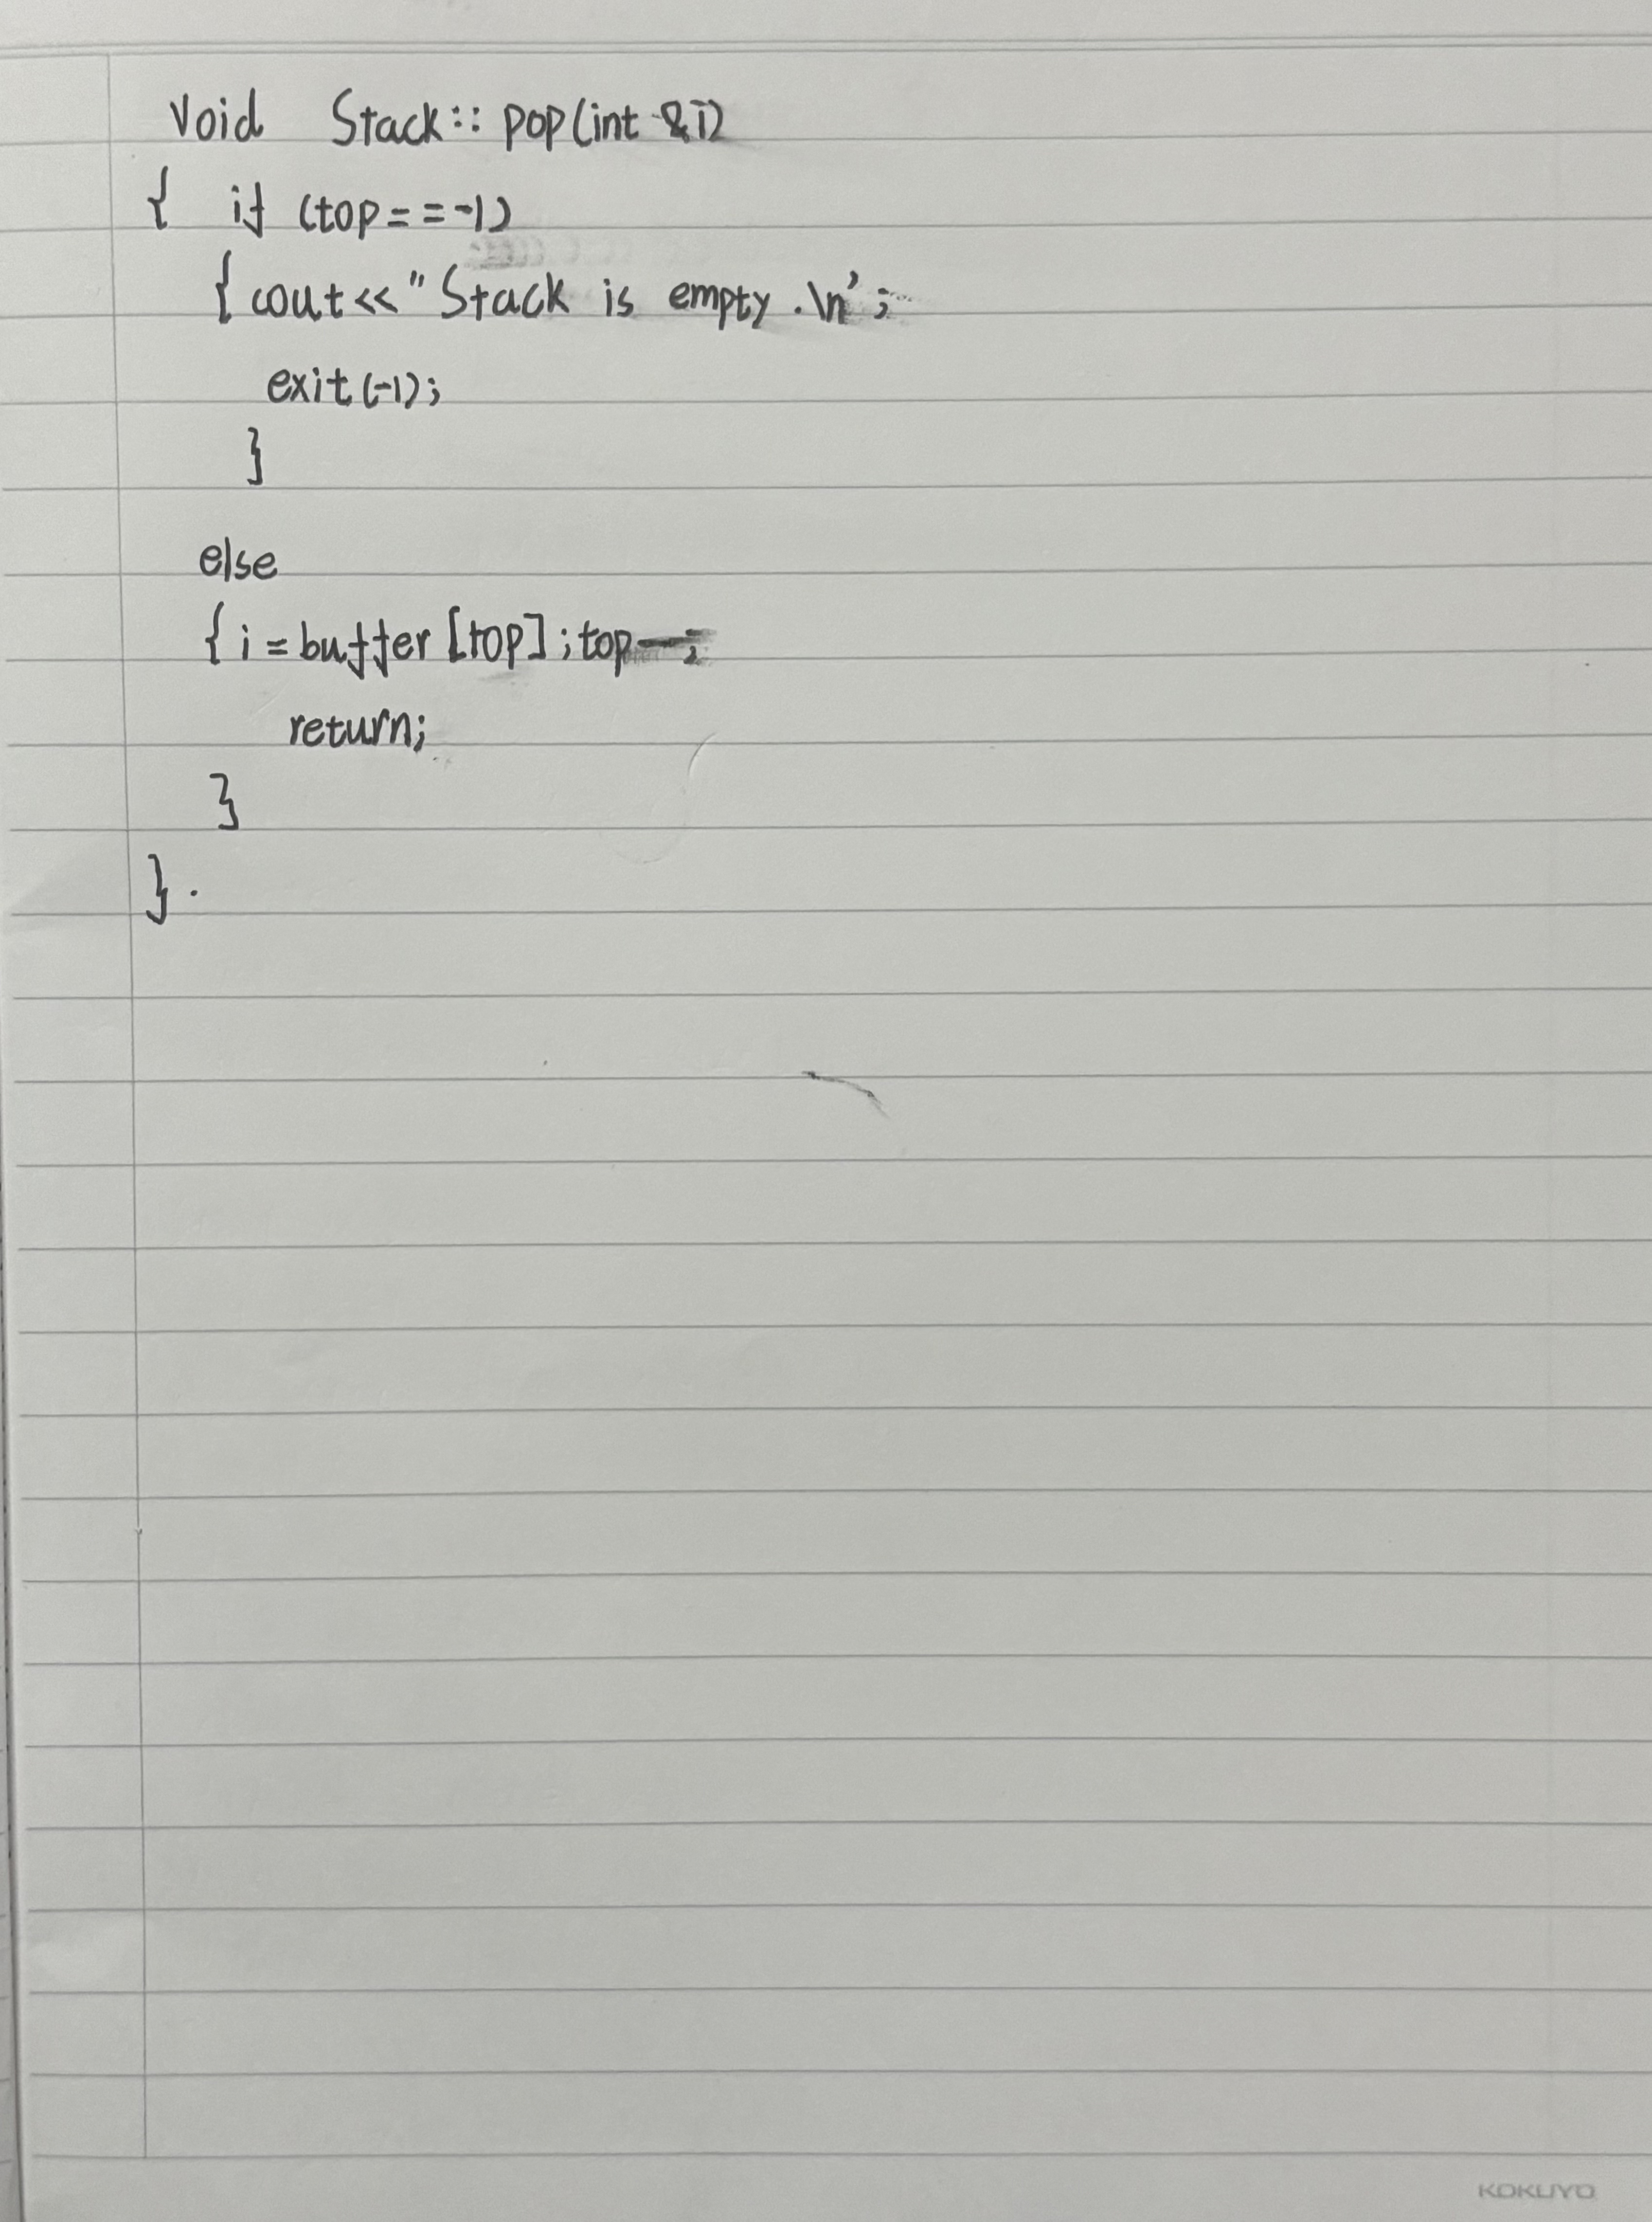 Void Stack::pop(int &i)
{ if (top==-1)
{cout<<"Stack is empty.\n';
exit(-1);
}
else
{i=buffer[top];top--;
return;
}
}.
KOKUYO